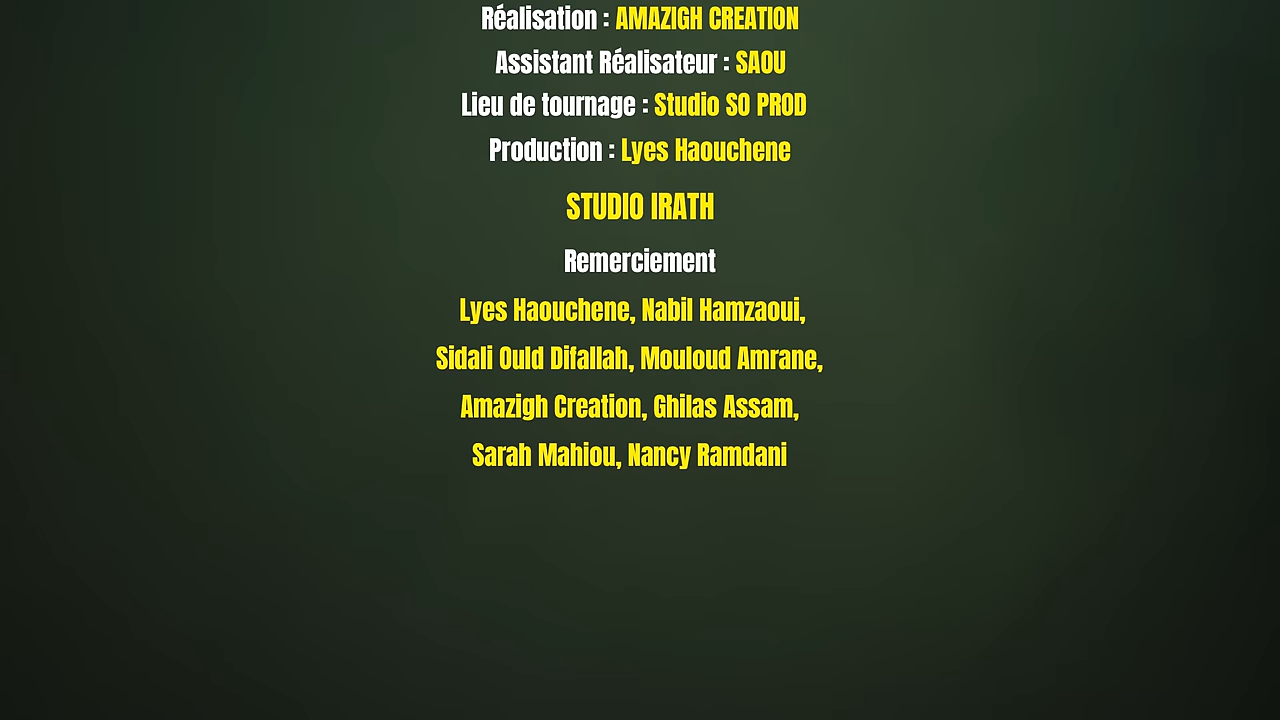 Réalisation : AMAZIGH CREATION
Assistant Réalisateur : SAOU
Lieu de tournage : Studio SO PROD
Production : Lyes Haouchene
STUDIO IRATH
Remerciement
Lyes Haouchene, Nabil Hamzaoui,
Sidali Ould Difallah, Mouloud Amrane,
Amazigh Creation, Ghilas Assam,
Sarah Mahiou, Nancy Ramdani